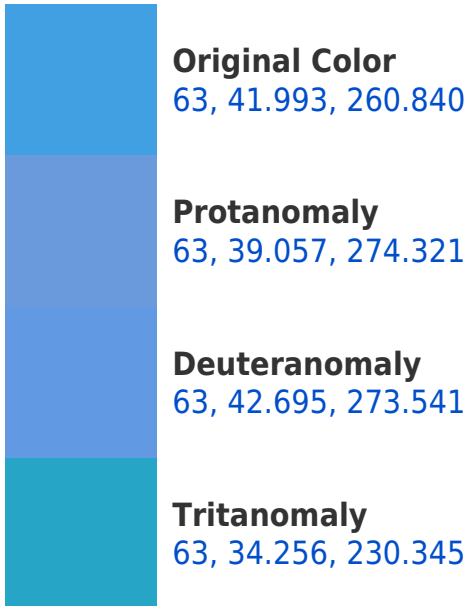 Original Color
63, 41.993, 260.840
Protanomaly
63, 39.057, 274.321
Deuteranomaly
63, 42.695, 273.541
Tritanomaly
63, 34.256, 230.345